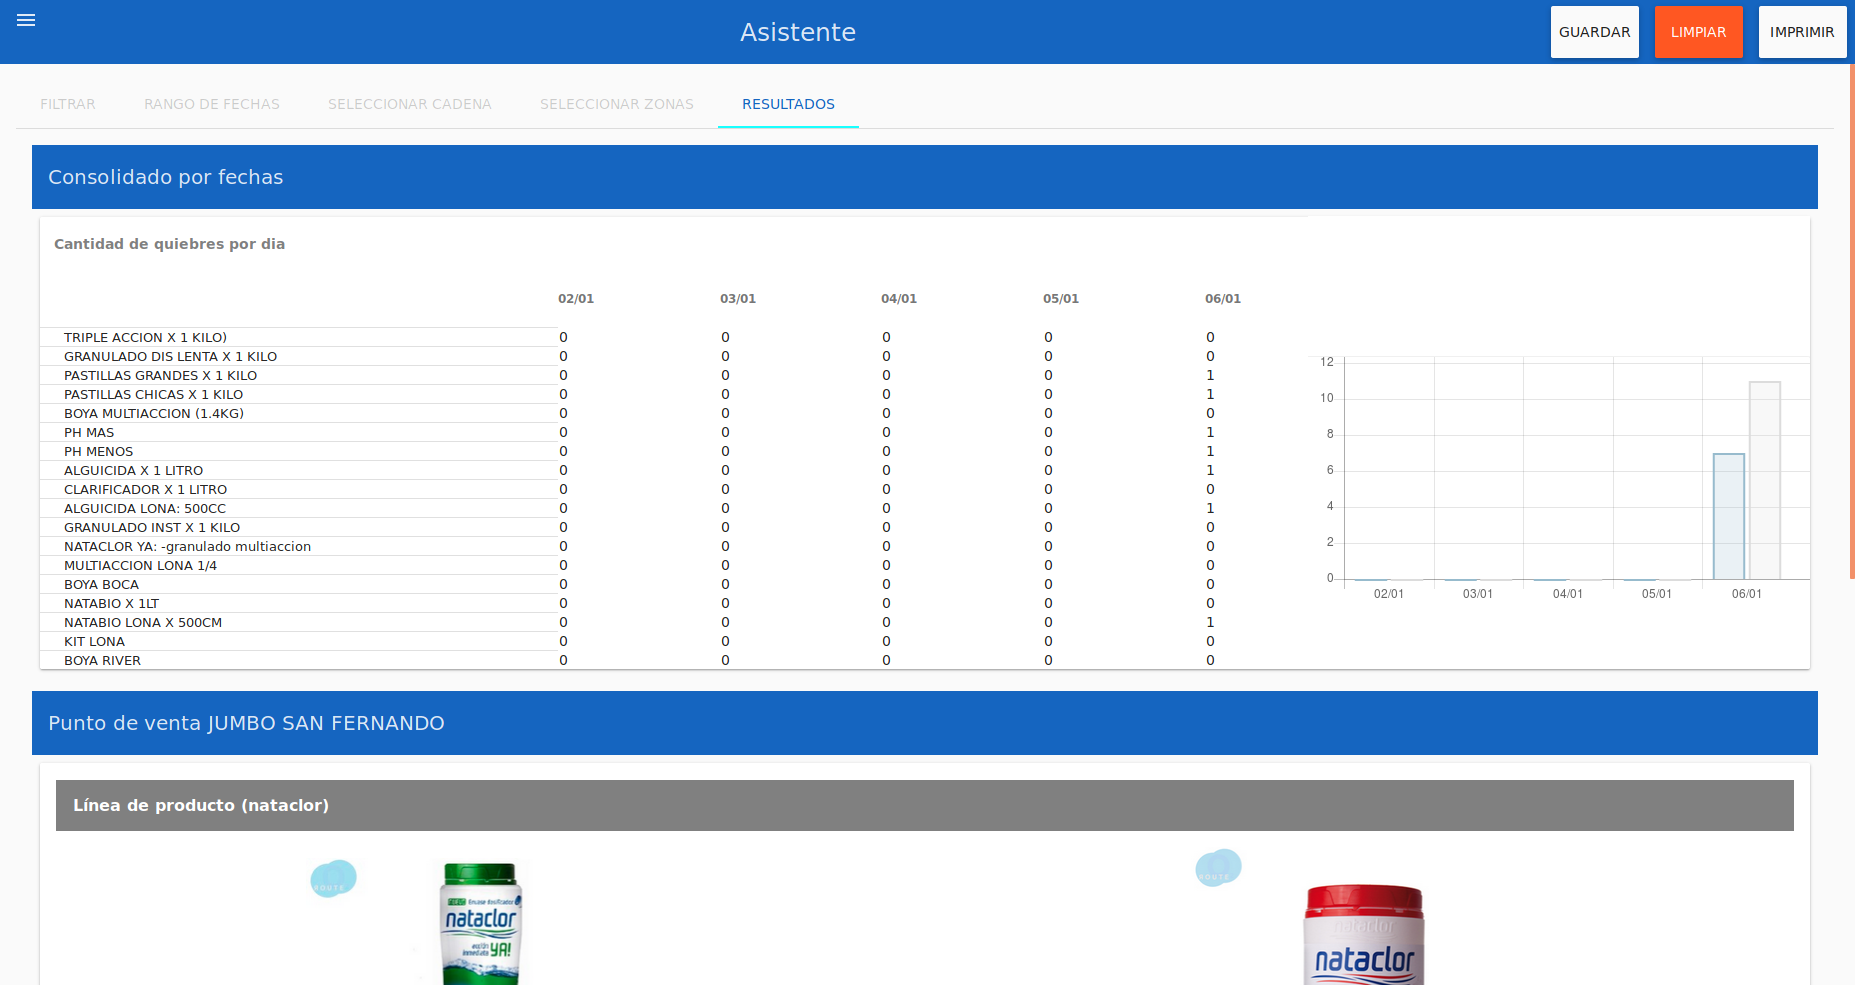 Asistente
GUARDAR
LIMPIAR
IMPRIMIR
FILTRAR
RANGO DE FECHAS
SELECCIONAR CADENA
SELECCIONAR ZONAS
RESULTADOS
Consolidado por fechas
Cantidad de quiebres por dia
02/01 03/01 04/01 05/01 06/01
TRIPLE ACCION X 1 KILO) 0 0 0 0 0
GRANULADO DIS LENTA X 1 KILO 0 0 0 0 0
PASTILLAS GRANDES X 1 KILO 0 0 0 0 1
PASTILLAS CHICAS X 1 KILO 0 0 0 0 1
BOYA MULTIACCION (1.4KG) 0 0 0 0 0
PH MAS 0 0 0 0 1
PH MENOS 0 0 0 0 1
ALGUICIDA X 1 LITRO 0 0 0 0 1
CLARIFICADOR X 1 LITRO 0 0 0 0 0
ALGUICIDA LONA: 500CC 0 0 0 0 1
GRANULADO INST X 1 KILO 0 0 0 0 0
NATACLOR YA: -granulado multiaccion 0 0 0 0 0
MULTIACCION LONA 1/4 0 0 0 0 0
BOYA BOCA 0 0 0 0 0
NATABIO X 1LT 0 0 0 0 0
NATABIO LONA X 500CM 0 0 0 0 1
KIT LONA 0 0 0 0 0
BOYA RIVER 0 0 0 0 0
12
10
8
6
4
2
0
02/01 03/01 04/01 05/01 06/01
Punto de venta JUMBO SAN FERNANDO
Línea de producto (nataclor)
ROUTE
Envase dosificador
nataclor
acción
inmediata YA!
ROUTE
nataclor
nataclor